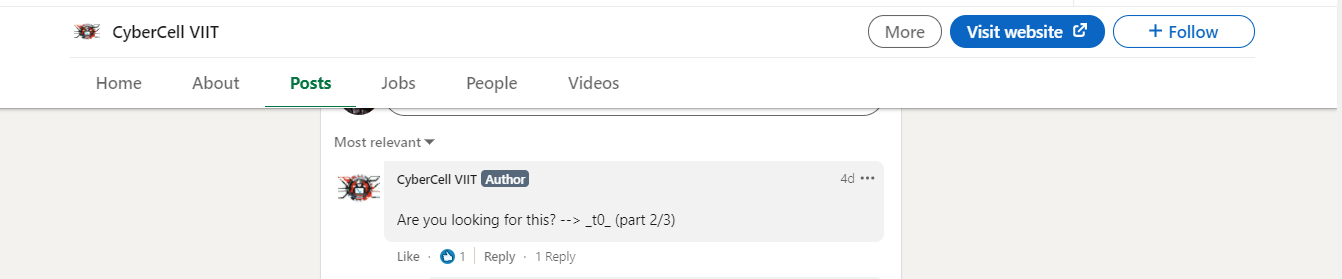 CyberCell VIIT
More
Visit website
+ Follow
Home
About
Posts
Jobs
People
Videos
Most relevant
CyberCell VIIT Author
4d
Are you looking for this? --> _t0_ (part 2/3)
Like · 1 | Reply · 1 Reply